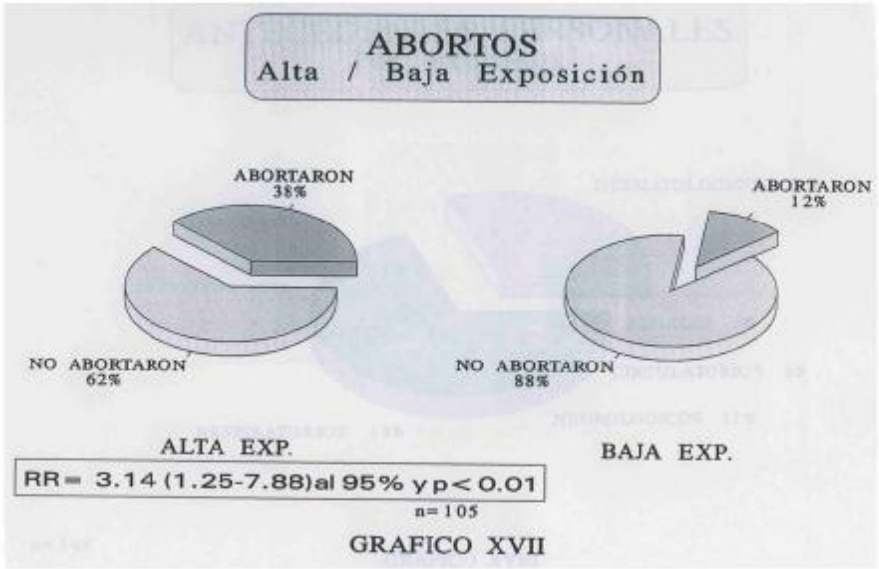 ABORTOS
Alta / Baja Exposición
ABORTARON
38%
NO ABORTARON
62%
ALTA EXP.
ABORTARON
12%
NO ABORTARON
88%
BAJA EXP.
RR= 3.14 (1.25-7.88)al 95% y p< 0.01
n=105
GRAFICO XVII